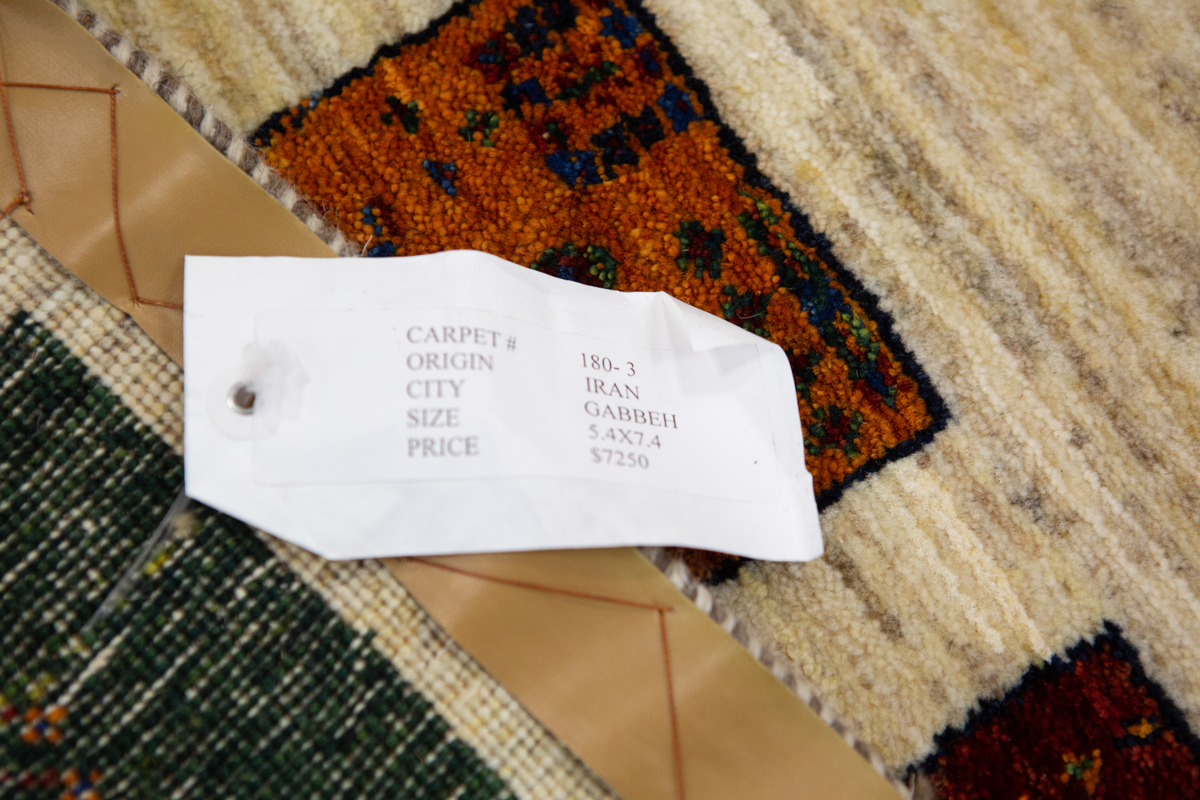 CARPET # 180- 3
ORIGIN IRAN
CITY GABBEH
SIZE 5.4X7.4
PRICE $7250